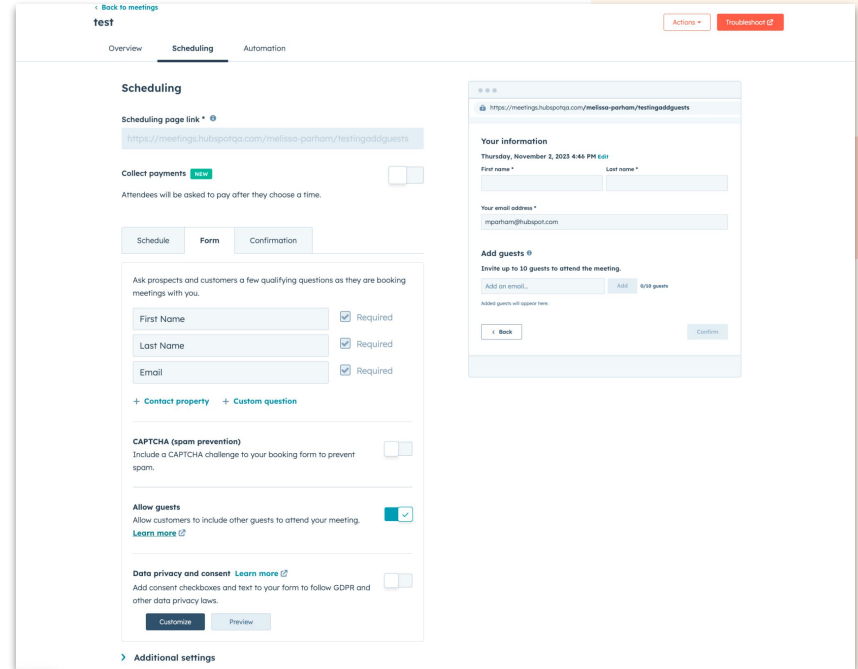 Back to meetings
test
Actions
Troubleshoot
Overview
Scheduling
Automation
Scheduling
Scheduling page link *
https://meetings.hubspotqa.com/melissa-parham/testingaddguests
Collect payments NEW
Attendees will be asked to pay after they choose a time.
Schedule
Form
Confirmation
Ask prospects and customers a few qualifying questions as they are booking
meetings with you.
First Name
Required
Last Name
Required
Email
Required
+ Contact property + Custom question
CAPTCHA (spam prevention)
Include a CAPTCHA challenge to your booking form to prevent
spam.
Allow guests
Allow customers to include other guests to attend your meeting.
Learn more
Data privacy and consent Learn more
Add consent checkboxes and text to your form to follow GDPR and
other data privacy laws.
Customize
Preview
Additional settings
https://meetings.hubspotqa.com/melissa-parham/testingaddguests
Your information
Thursday, November 2, 2023 4:46 PM Edit
First name *
Last name *
Your email address *
mparham@hubspot.com
Add guests
Invite up to 10 guests to attend the meeting.
Add an email...
Add
0/10 guests
Added guests will appear here.
Back
Confirm